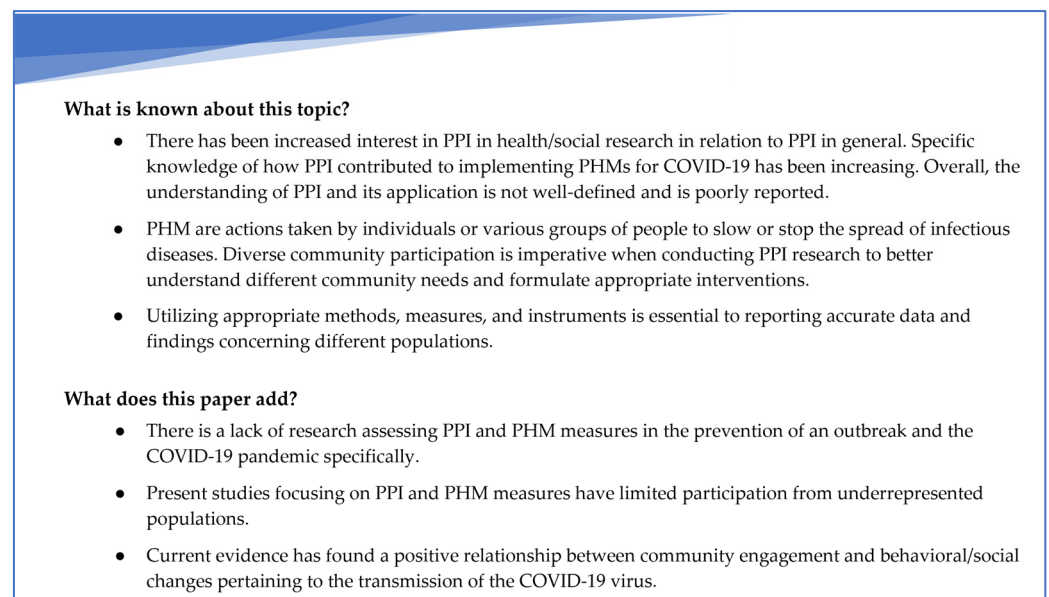 What is known about this topic?
● There has been increased interest in PPI in health/social research in relation to PPI in general. Specific
knowledge of how PPI contributed to implementing PHMs for COVID-19 has been increasing. Overall, the
understanding of PPI and its application is not well-defined and is poorly reported.
● PHM are actions taken by individuals or various groups of people to slow or stop the spread of infectious
diseases. Diverse community participation is imperative when conducting PPI research to better
understand different community needs and formulate appropriate interventions.
● Utilizing appropriate methods, measures, and instruments is essential to reporting accurate data and
findings concerning different populations.
What does this paper add?
● There is a lack of research assessing PPI and PHM measures in the prevention of an outbreak and the
COVID-19 pandemic specifically.
● Present studies focusing on PPI and PHM measures have limited participation from underrepresented
populations.
● Current evidence has found a positive relationship between community engagement and behavioral/social
changes pertaining to the transmission of the COVID-19 virus.